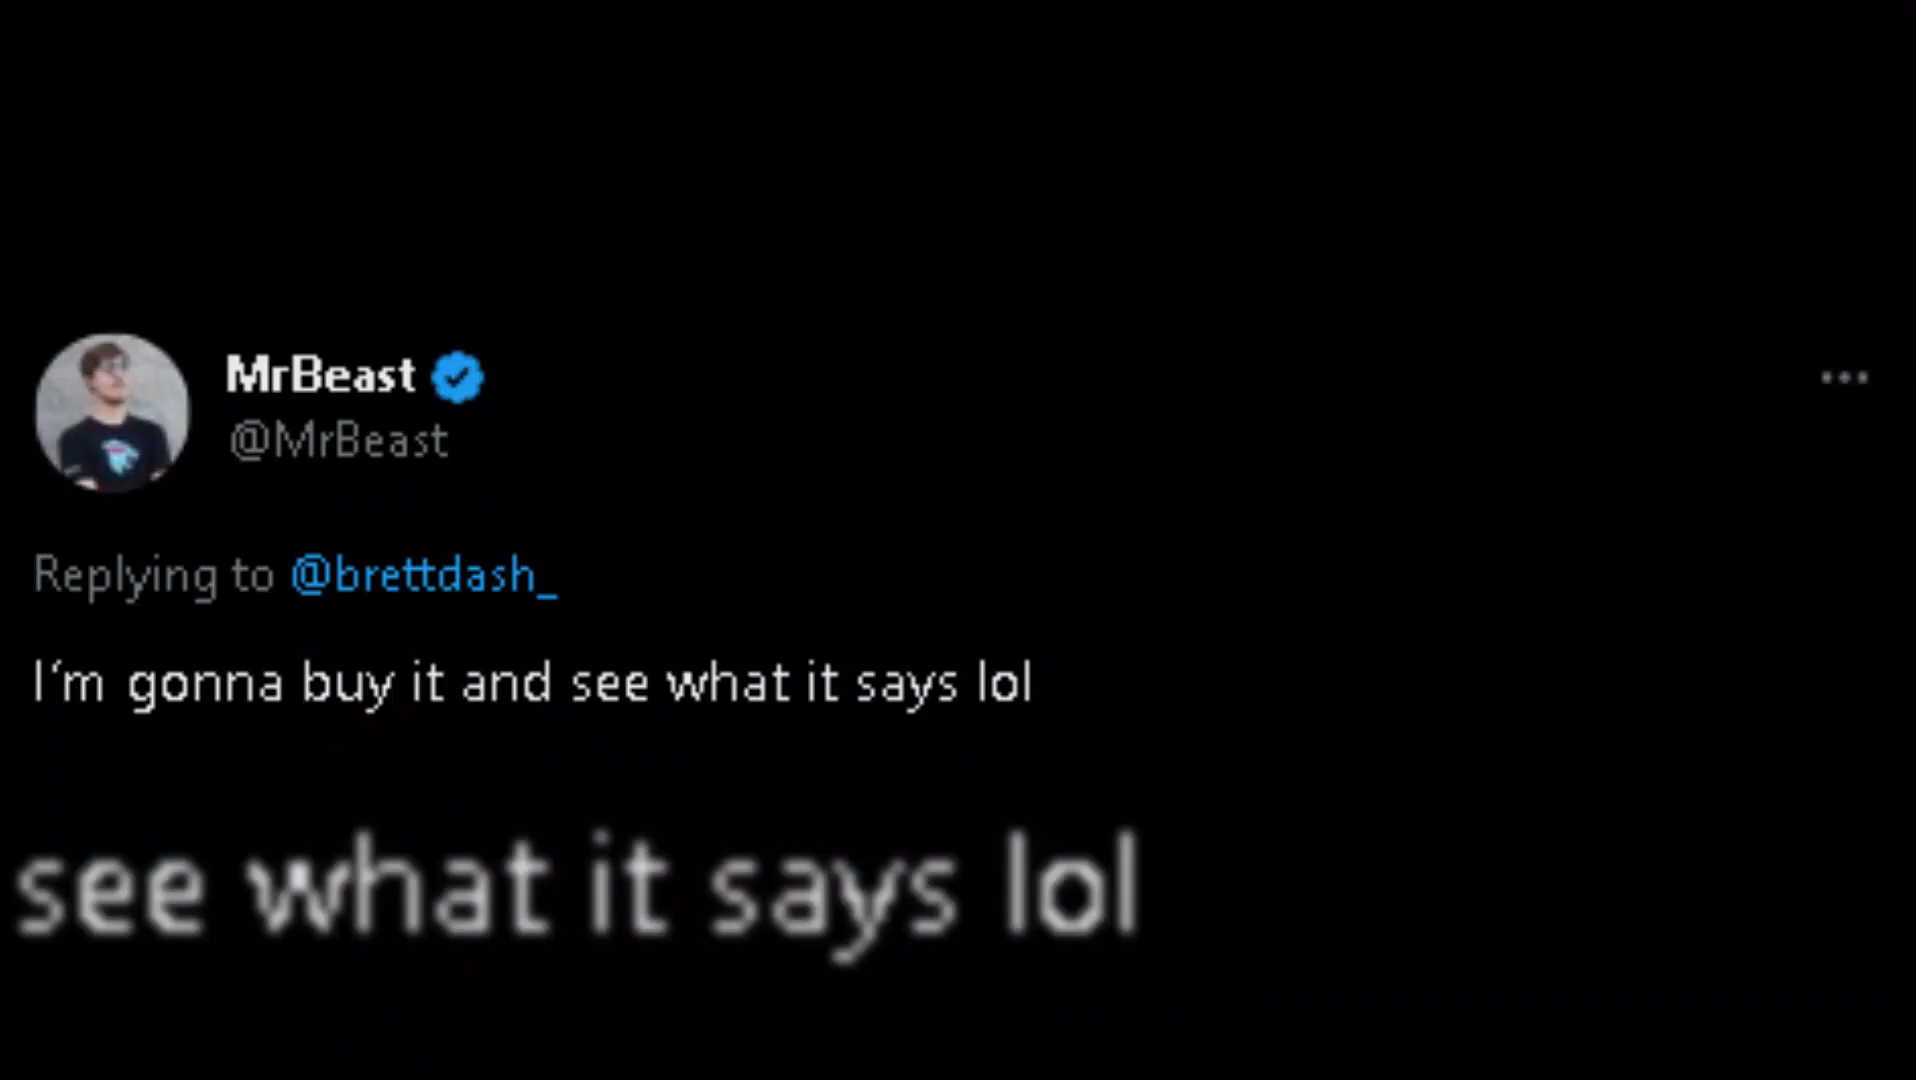 MrBeast
@MrBeast
Replying to @brettdash_
I'm gonna buy it and see what it says lol
see what it says lol